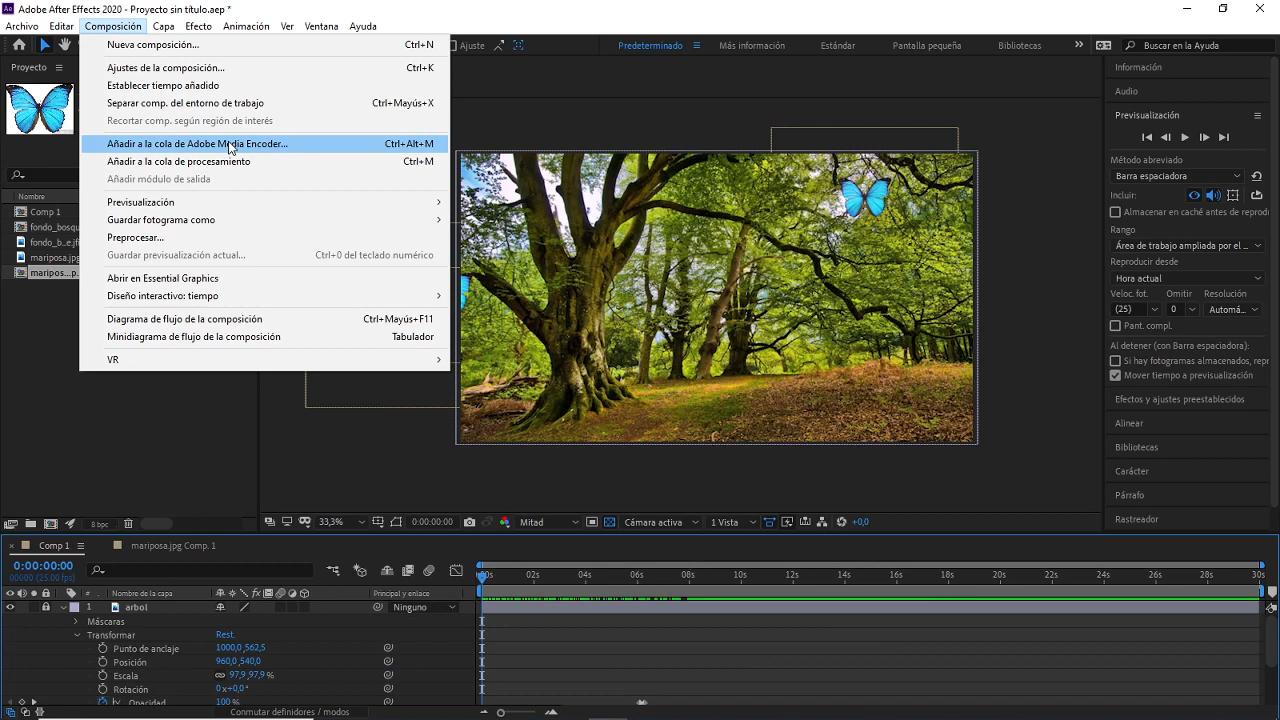 Adobe After Effects 2020 - Proyecto sin título.aep *
Archivo Editar Composición Capa Efecto Animación Ver Ventana Ayuda
Ajuste Predeterminado Más información Estándar Pantalla pequeña Bibliotecas Buscar en la Ayuda
Proyecto
Nombre
Comp 1
fondo_bosqu
fondo_b...e.jfi
mariposa.jpg
maripos...p.
8 bpc
Nueva composición... Ctrl+N
Ajustes de la composición... Ctrl+K
Establecer tiempo añadido
Separar comp. del entorno de trabajo Ctrl+Mayús+X
Recortar comp. según región de interés
Añadir a la cola de Adobe Media Encoder... Ctrl+Alt+M
Añadir a la cola de procesamiento Ctrl+M
Añadir módulo de salida
Previsualización
Guardar fotograma como
Preprocesar...
Guardar previsualización actual... Ctrl+0 del teclado numérico
Abrir en Essential Graphics
Diseño interactivo: tiempo
Diagrama de flujo de la composición Ctrl+Mayús+F11
Minidiagrama de flujo de la composición Tabulador
VR
Información
Audio
Previsualización
Método abreviado
Barra espaciadora
Incluir:
Almacenar en caché antes de reprod
Rango
Área de trabajo ampliada por el ...
Reproducir desde
Hora actual
Veloc. fot. Omitir Resolución
(25) 0 Automá...
Pant. compl.
Al detener (con Barra espaciadora):
Si hay fotogramas almacenados, repr
Mover tiempo a previsualización
Efectos y ajustes preestablecidos
Alinear
Bibliotecas
Carácter
Párrafo
Rastreador
33,3% 0:00:00:00 Mitad Cámara activa 1 Vista +0,0
Comp 1 mariposa.jpg Comp. 1
0:00:00:00
00000 (25.00 fps)
02s 04s 06s 08s 10s 12s 14s 16s 18s 20s 22s 24s 26s 28s 30s
# Nombre de la capa Principal y enlace
1 arbol Ninguno
Máscaras
Transformar Rest.
Punto de anclaje 1000,0,562,5
Posición 960,0,540,0
Escala 97,9,97,9 %
Rotación 0 x+0,0°
Opacidad 100 %
Conmutar definidores / modos